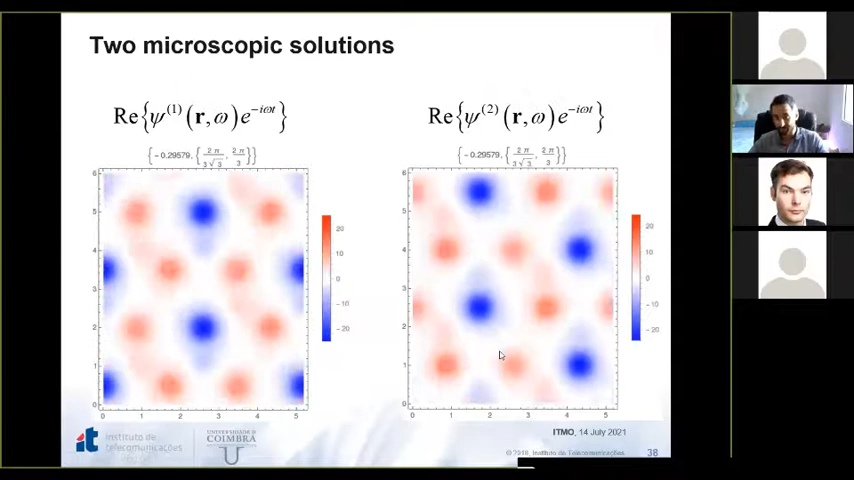 Two microscopic solutions
Re{ψ⁽¹⁾(r,ω)e⁻ⁱωᵗ}
Re{ψ⁽²⁾(r,ω)e⁻ⁱωᵗ}
{-0.29579, {2π/3√3, 2π/3}}
{-0.29579, {2π/3√3, 2π/3}}
6
5
4
3
2
1
0
0 1 2 3 4 5
20
10
0
-10
-20
6
5
4
3
2
1
0
0 1 2 3 4 5
20
10
0
-10
-20
it instituto de
telecomunicações
UNIVERSIDADE Ð
COIMBRA
ITMO, 14 July 2021
Instituto de Telecomunicações
38